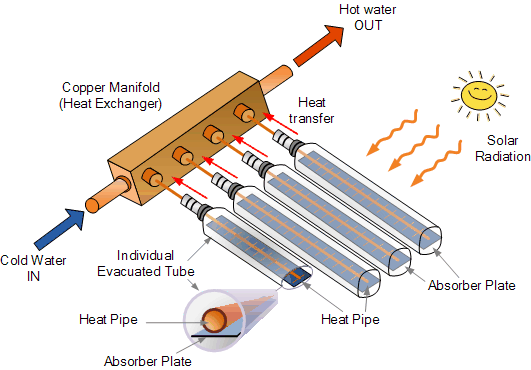 Hot water
OUT
Copper Manifold
(Heat Exchanger)
Heat
transfer
Solar
Radiation
Cold Water
IN
Individual
Evacuated Tube
Absorber Plate
Heat Pipe
Heat Pipe
Absorber Plate